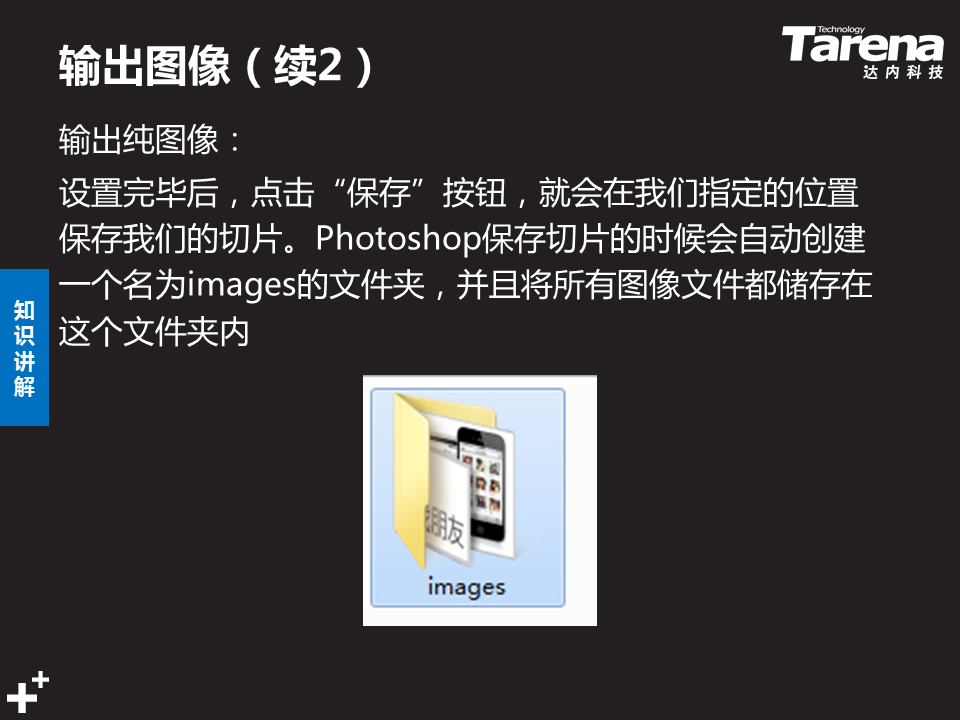 输出图像（续2）
Technology
Tarena
达内科技
输出纯图像：
设置完毕后，点击“保存”按钮，就会在我们指定的位置
保存我们的切片。Photoshop保存切片的时候会自动创建
一个名为images的文件夹，并且将所有图像文件都储存在
这个文件夹内
知
识
讲
解
朋友
images